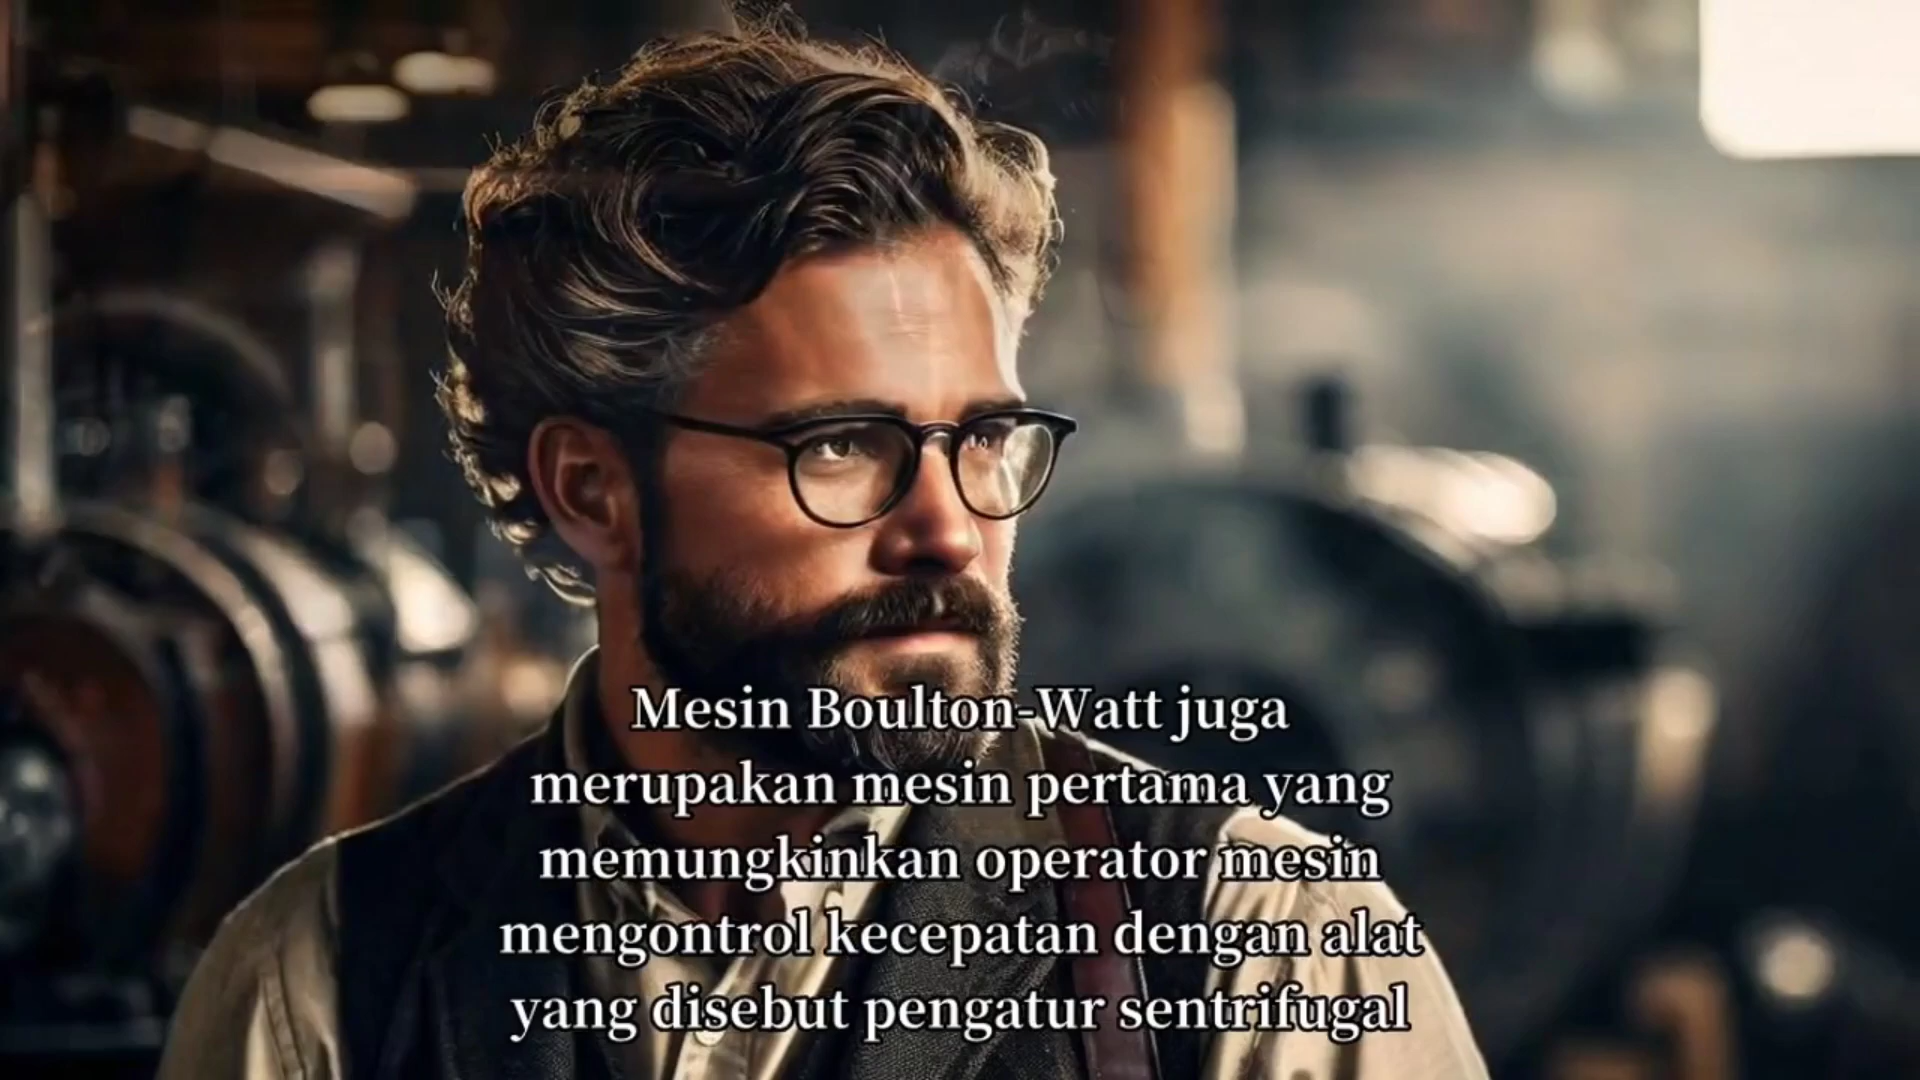 Mesin Boulton-Watt juga
merupakan mesin pertama yang
memungkinkan operator mesin
mengontrol kecepatan dengan alat
yang disebut pengatur sentrifugal